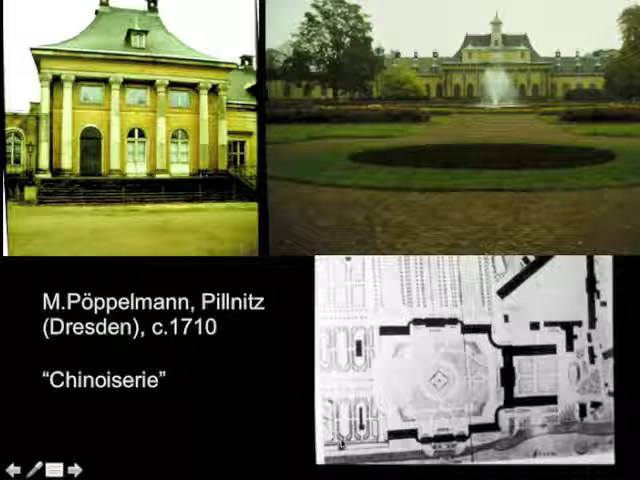 M.Pöppelmann, Pillnitz
(Dresden), c.1710
“Chinoiserie”